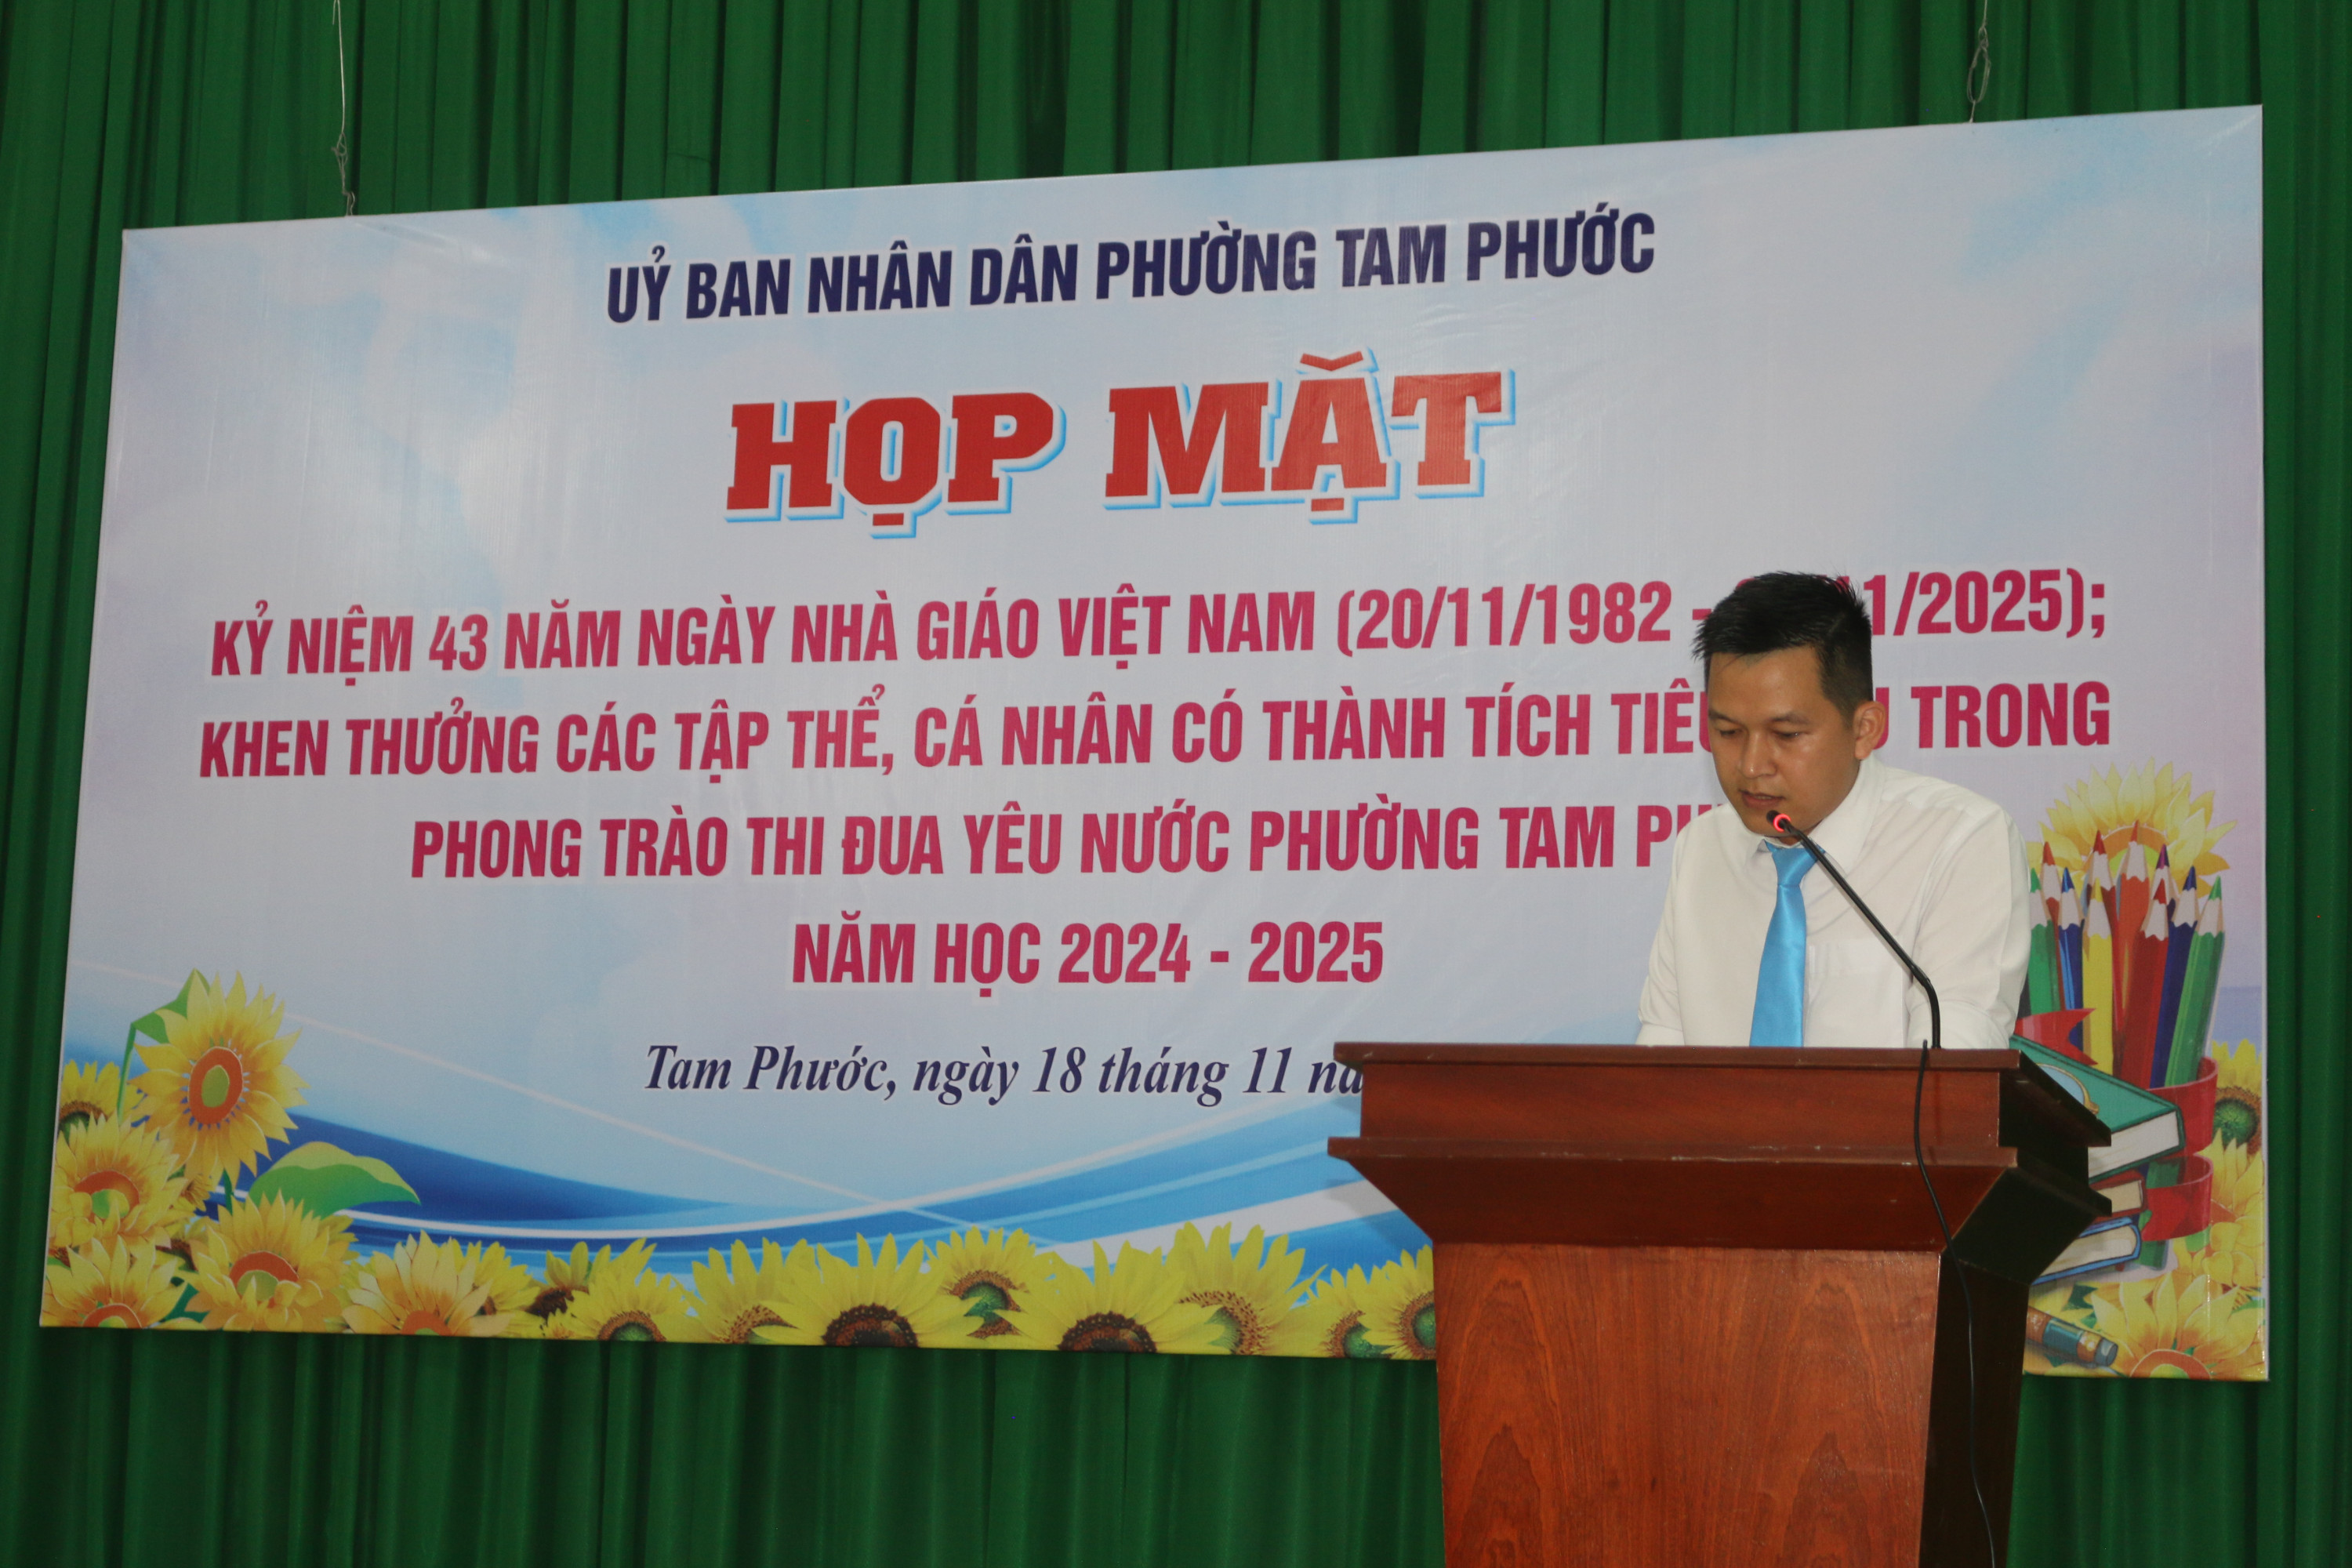 UỶ BAN NHÂN DÂN PHƯỜNG TAM PHƯỚC
HỌP MẶT
KỶ NIỆM 43 NĂM NGÀY NHÀ GIÁO VIỆT NAM (20/11/1982 - 11/2025);
KHEN THƯỞNG CÁC TẬP THỂ, CÁ NHÂN CÓ THÀNH TÍCH TRONG
PHONG TRÀO THI ĐUA YÊU NƯỚC PHƯỜNG TAM
NĂM HỌC 2024 - 2025
Tam Phước, ngày 18 tháng 11